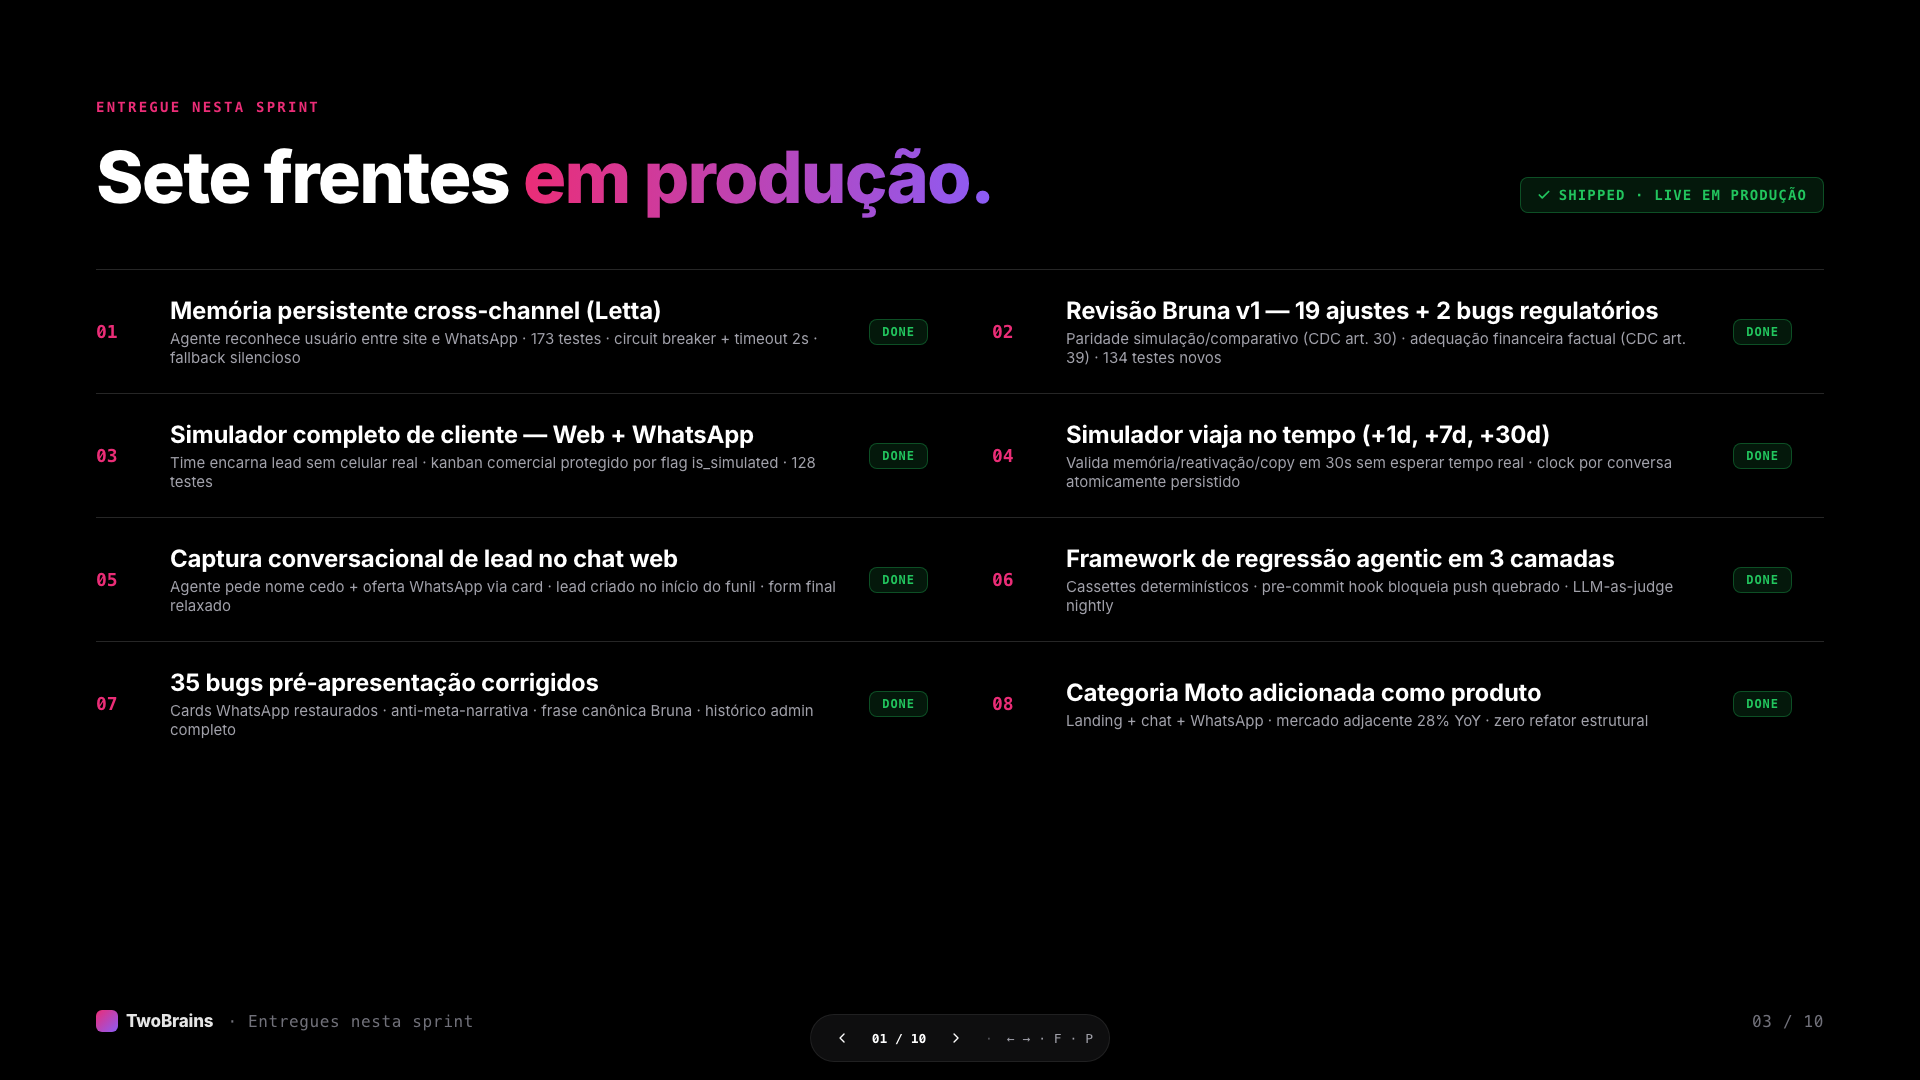 ENTREGUE NESTA SPRINT
Sete frentes em produção.
✓ SHIPPED · LIVE EM PRODUÇÃO
01
Memória persistente cross-channel (Letta)
Agente reconhece usuário entre site e WhatsApp · 173 testes · circuit breaker + timeout 2s ·
fallback silencioso
DONE
02
Revisão Bruna v1 — 19 ajustes + 2 bugs regulatórios
Paridade simulação/comparativo (CDC art. 30) · adequação financeira factual (CDC art.
39) · 134 testes novos
DONE
03
Simulador completo de cliente — Web + WhatsApp
Time encarna lead sem celular real · kanban comercial protegido por flag is_simulated · 128
testes
DONE
04
Simulador viaja no tempo (+1d, +7d, +30d)
Valida memória/reativação/copy em 30s sem esperar tempo real · clock por conversa
atomicamente persistido
DONE
05
Captura conversacional de lead no chat web
Agente pede nome cedo + oferta WhatsApp via card · lead criado no início do funil · form final
relaxado
DONE
06
Framework de regressão agentic em 3 camadas
Cassettes determinísticos · pre-commit hook bloqueia push quebrado · LLM-as-judge
nightly
DONE
07
35 bugs pré-apresentação corrigidos
Cards WhatsApp restaurados · anti-meta-narrativa · frase canônica Bruna · histórico admin
completo
DONE
08
Categoria Moto adicionada como produto
Landing + chat + WhatsApp · mercado adjacente 28% YoY · zero refator estrutural
DONE
TwoBrains · Entregues nesta sprint
‹ 01 / 10 › · ← → · F · P
03 / 10